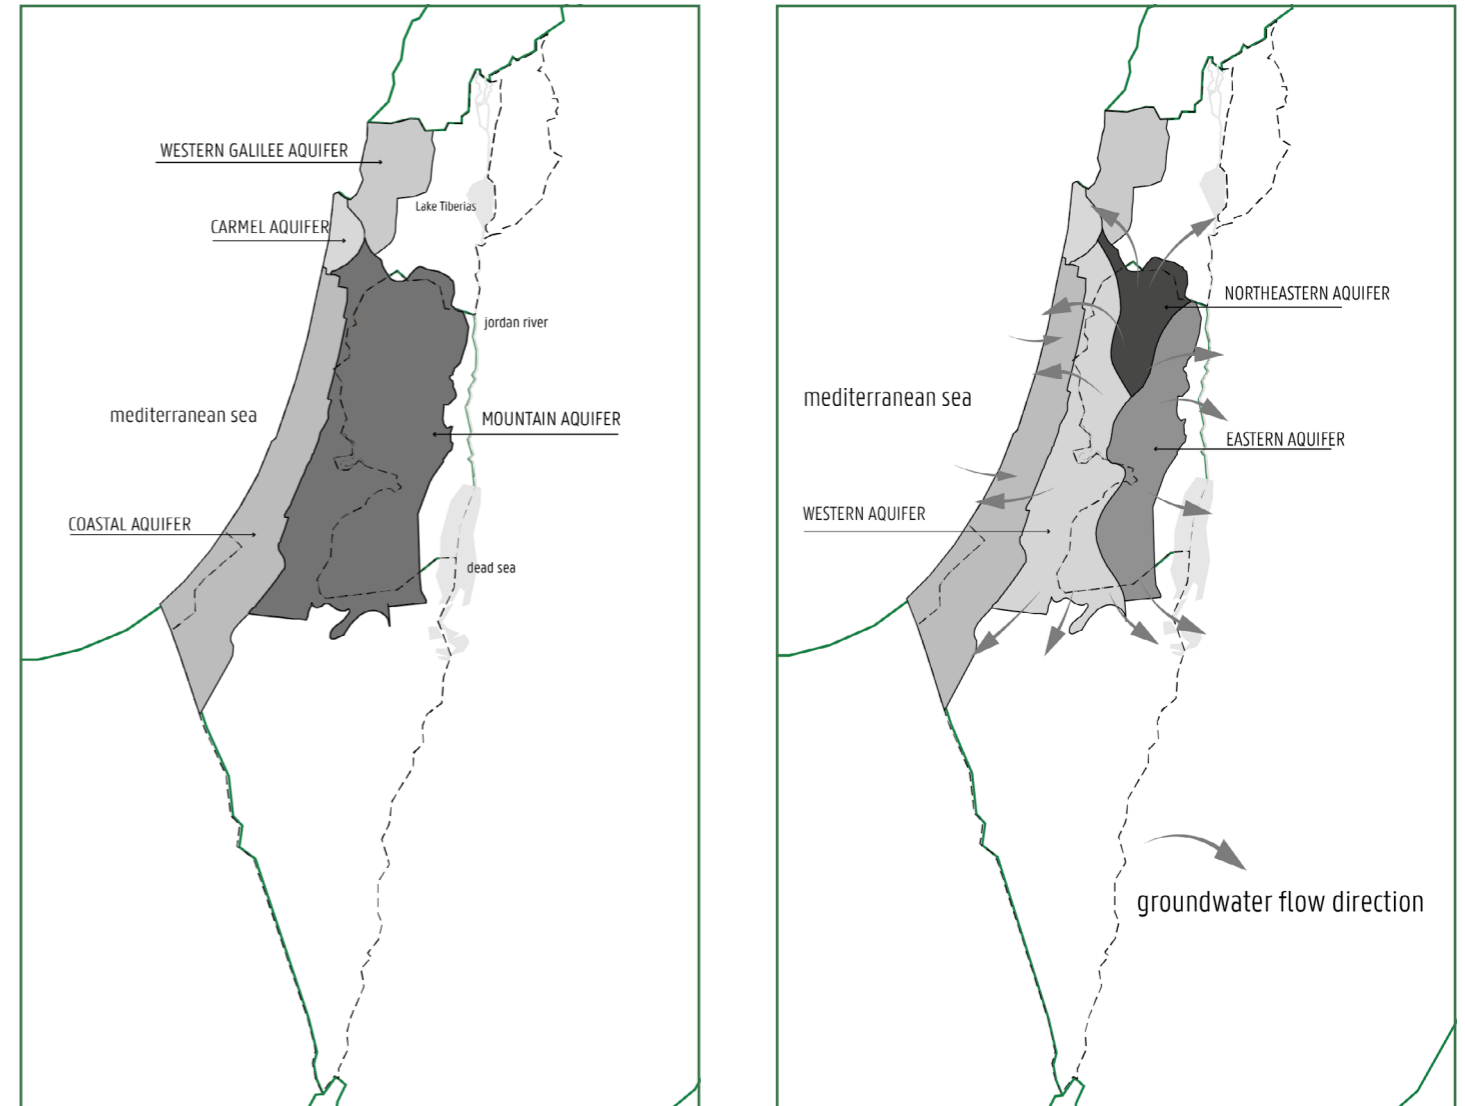 WESTERN GALILEE AQUIFER
Lake Tiberias
CARMEL AQUIFER
jordan river
mediterranean sea
MOUNTAIN AQUIFER
COASTAL AQUIFER
dead sea
NORTHEASTERN AQUIFER
mediterranean sea
EASTERN AQUIFER
WESTERN AQUIFER
groundwater flow direction